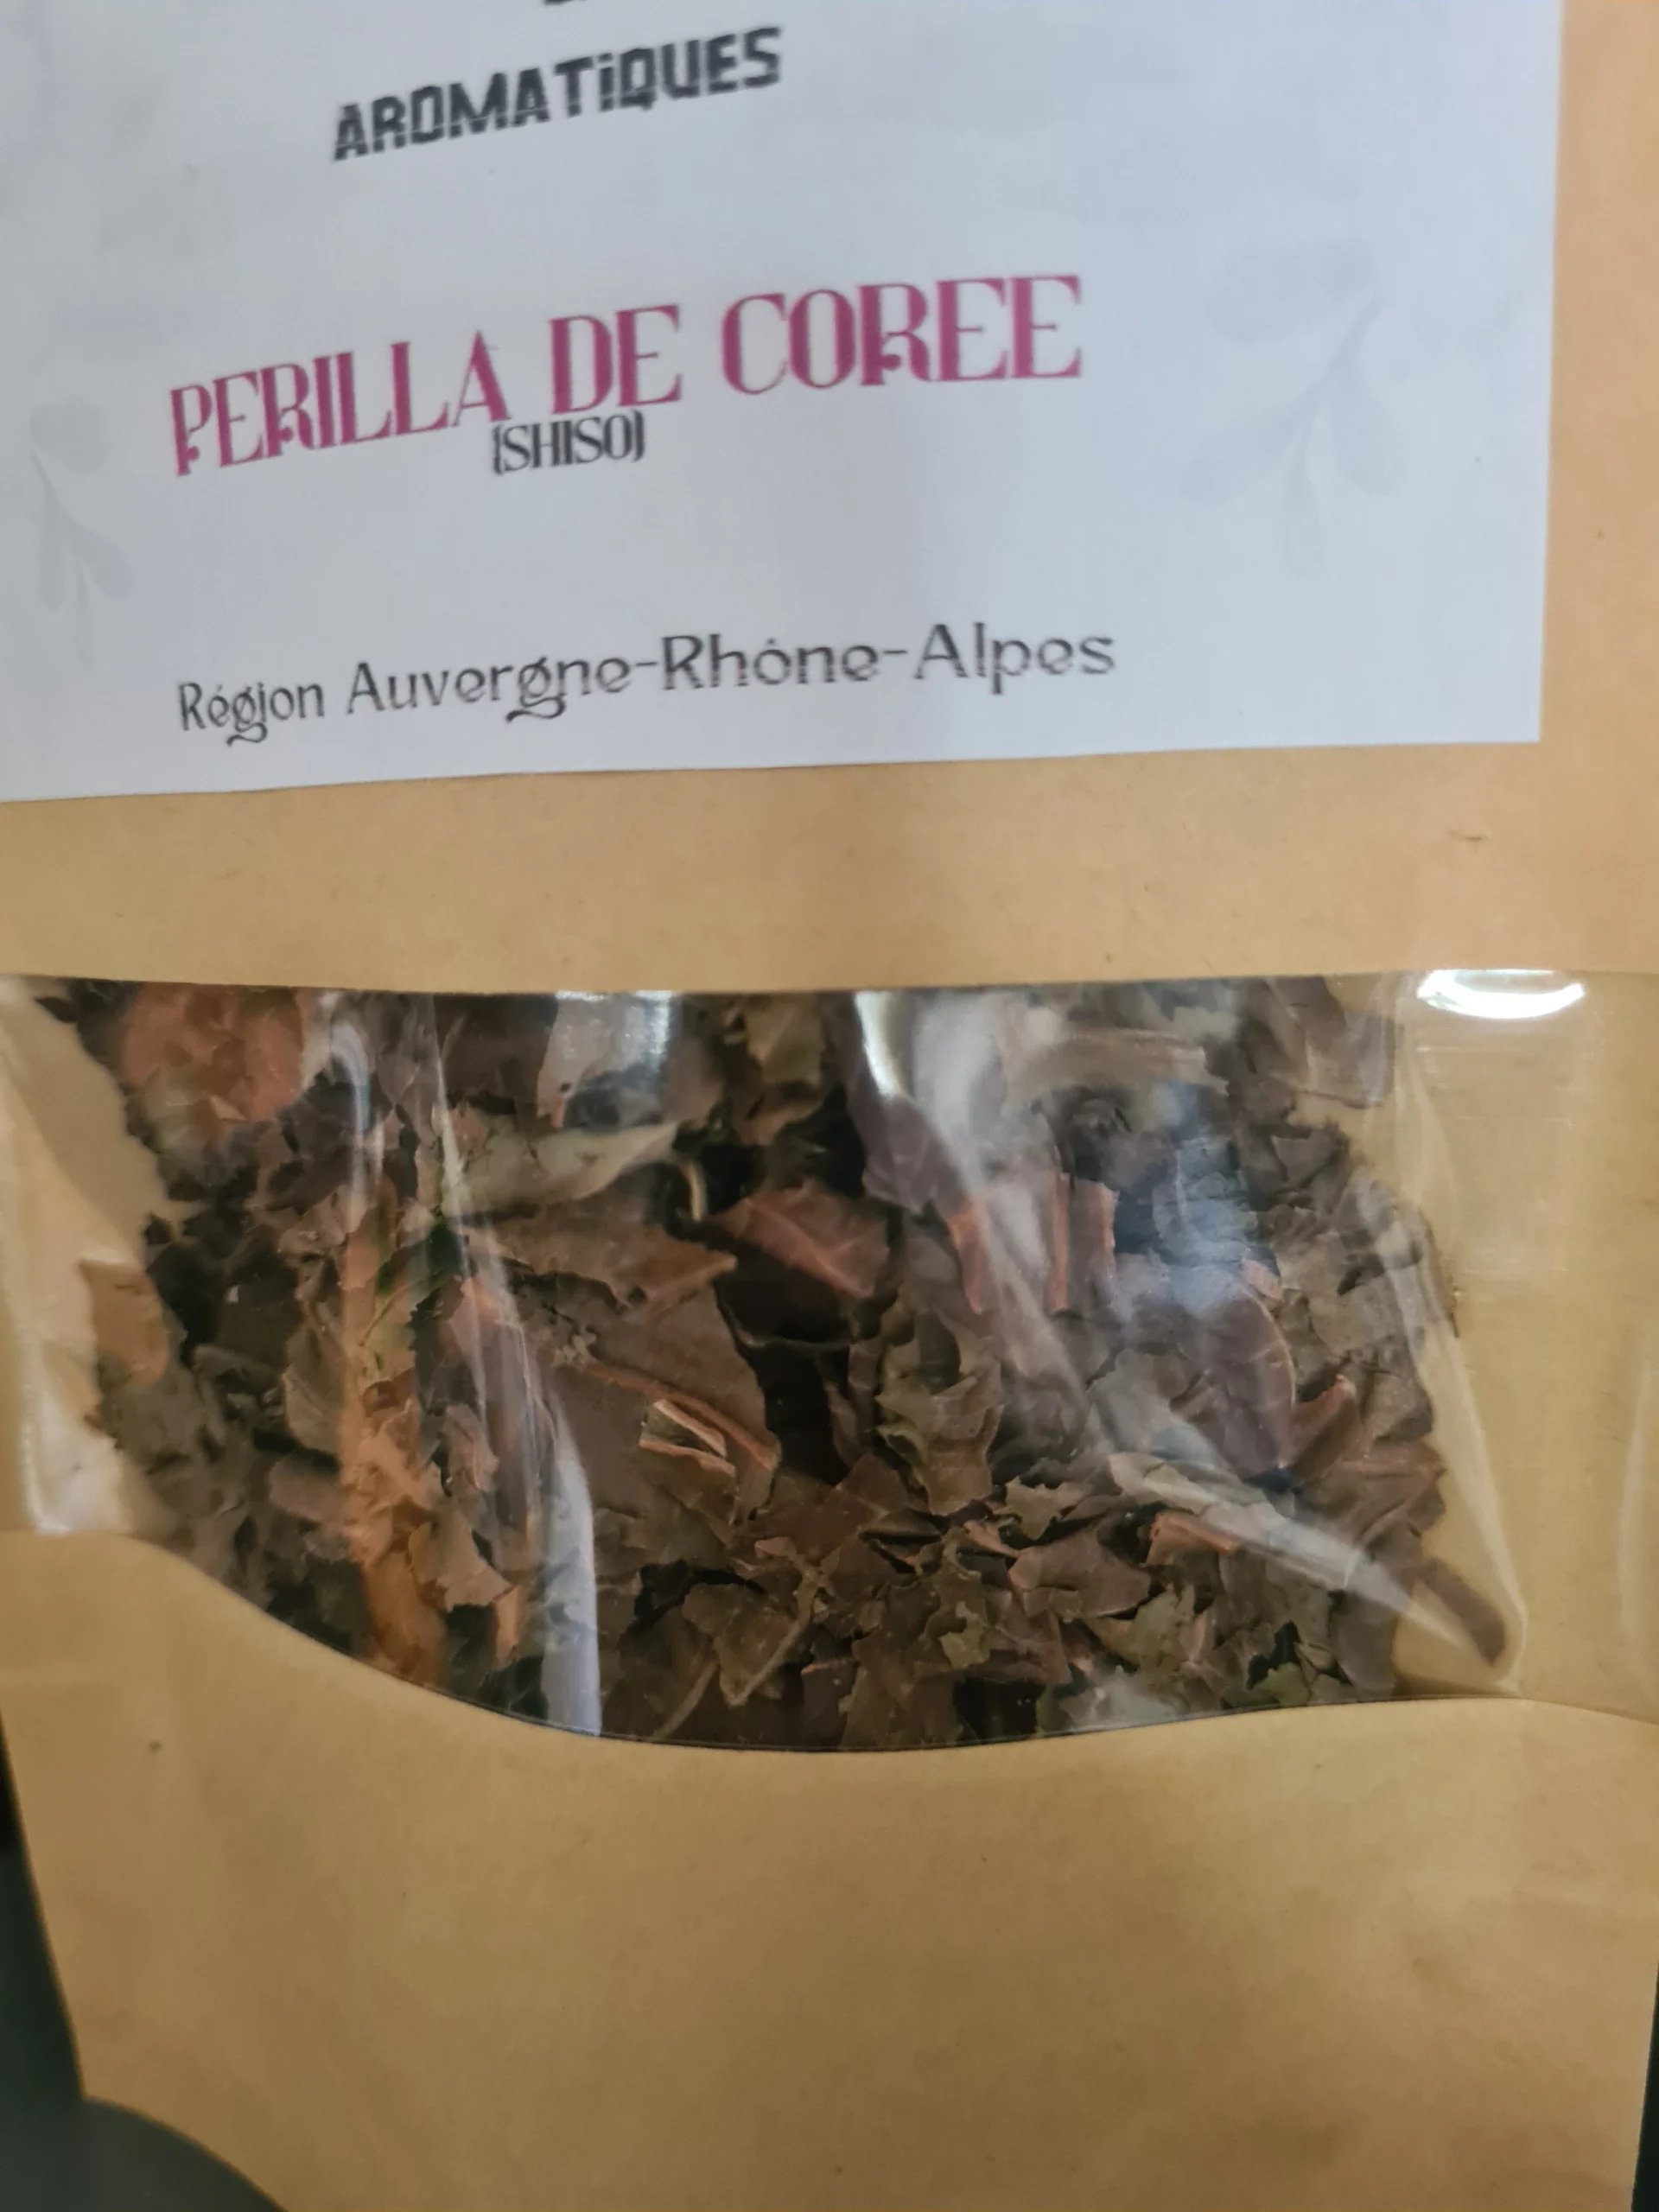 AROMATIQUES
PERILLA DE COREE
(SHISO)
Région Auvergne-Rhône-Alpes